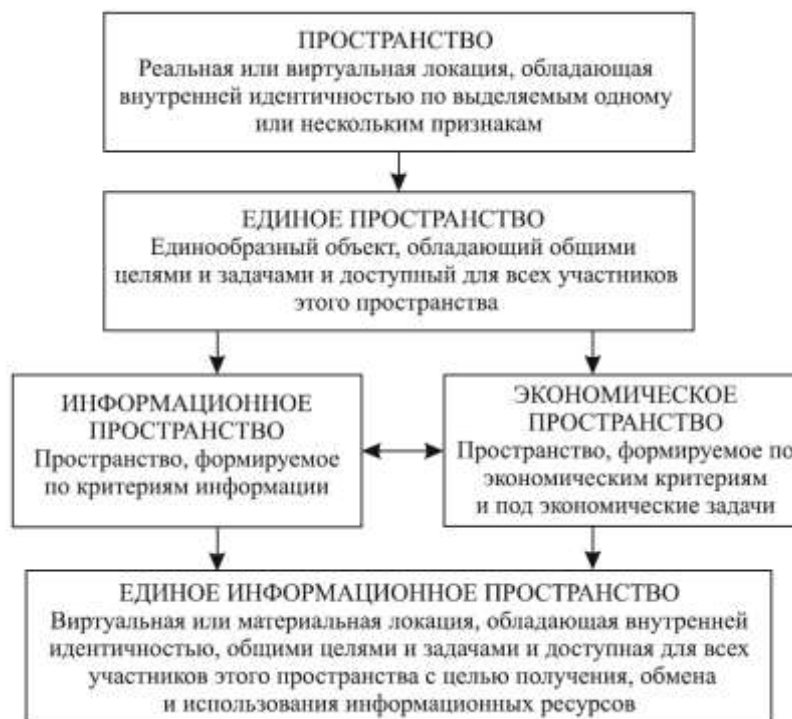 ПРОСТРАНСТВО
Реальная или виртуальная локация, обладающая
внутренней идентичностью по выделяемым одному
или нескольким признакам
ЕДИНОЕ ПРОСТРАНСТВО
Единообразный объект, обладающий общими
целями и задачами и доступный для всех участников
этого пространства
ИНФОРМАЦИОННОЕ
ПРОСТРАНСТВО
Пространство, формируемое
по критериям информации
ЭКОНОМИЧЕСКОЕ
ПРОСТРАНСТВО
Пространство, формируемое по
экономическим критериям
и под экономические задачи
ЕДИНОЕ ИНФОРМАЦИОННОЕ ПРОСТРАНСТВО
Виртуальная или материальная локация, обладающая внутренней
идентичностью, общими целями и задачами и доступная для всех
участников этого пространства с целью получения, обмена
и использования информационных ресурсов